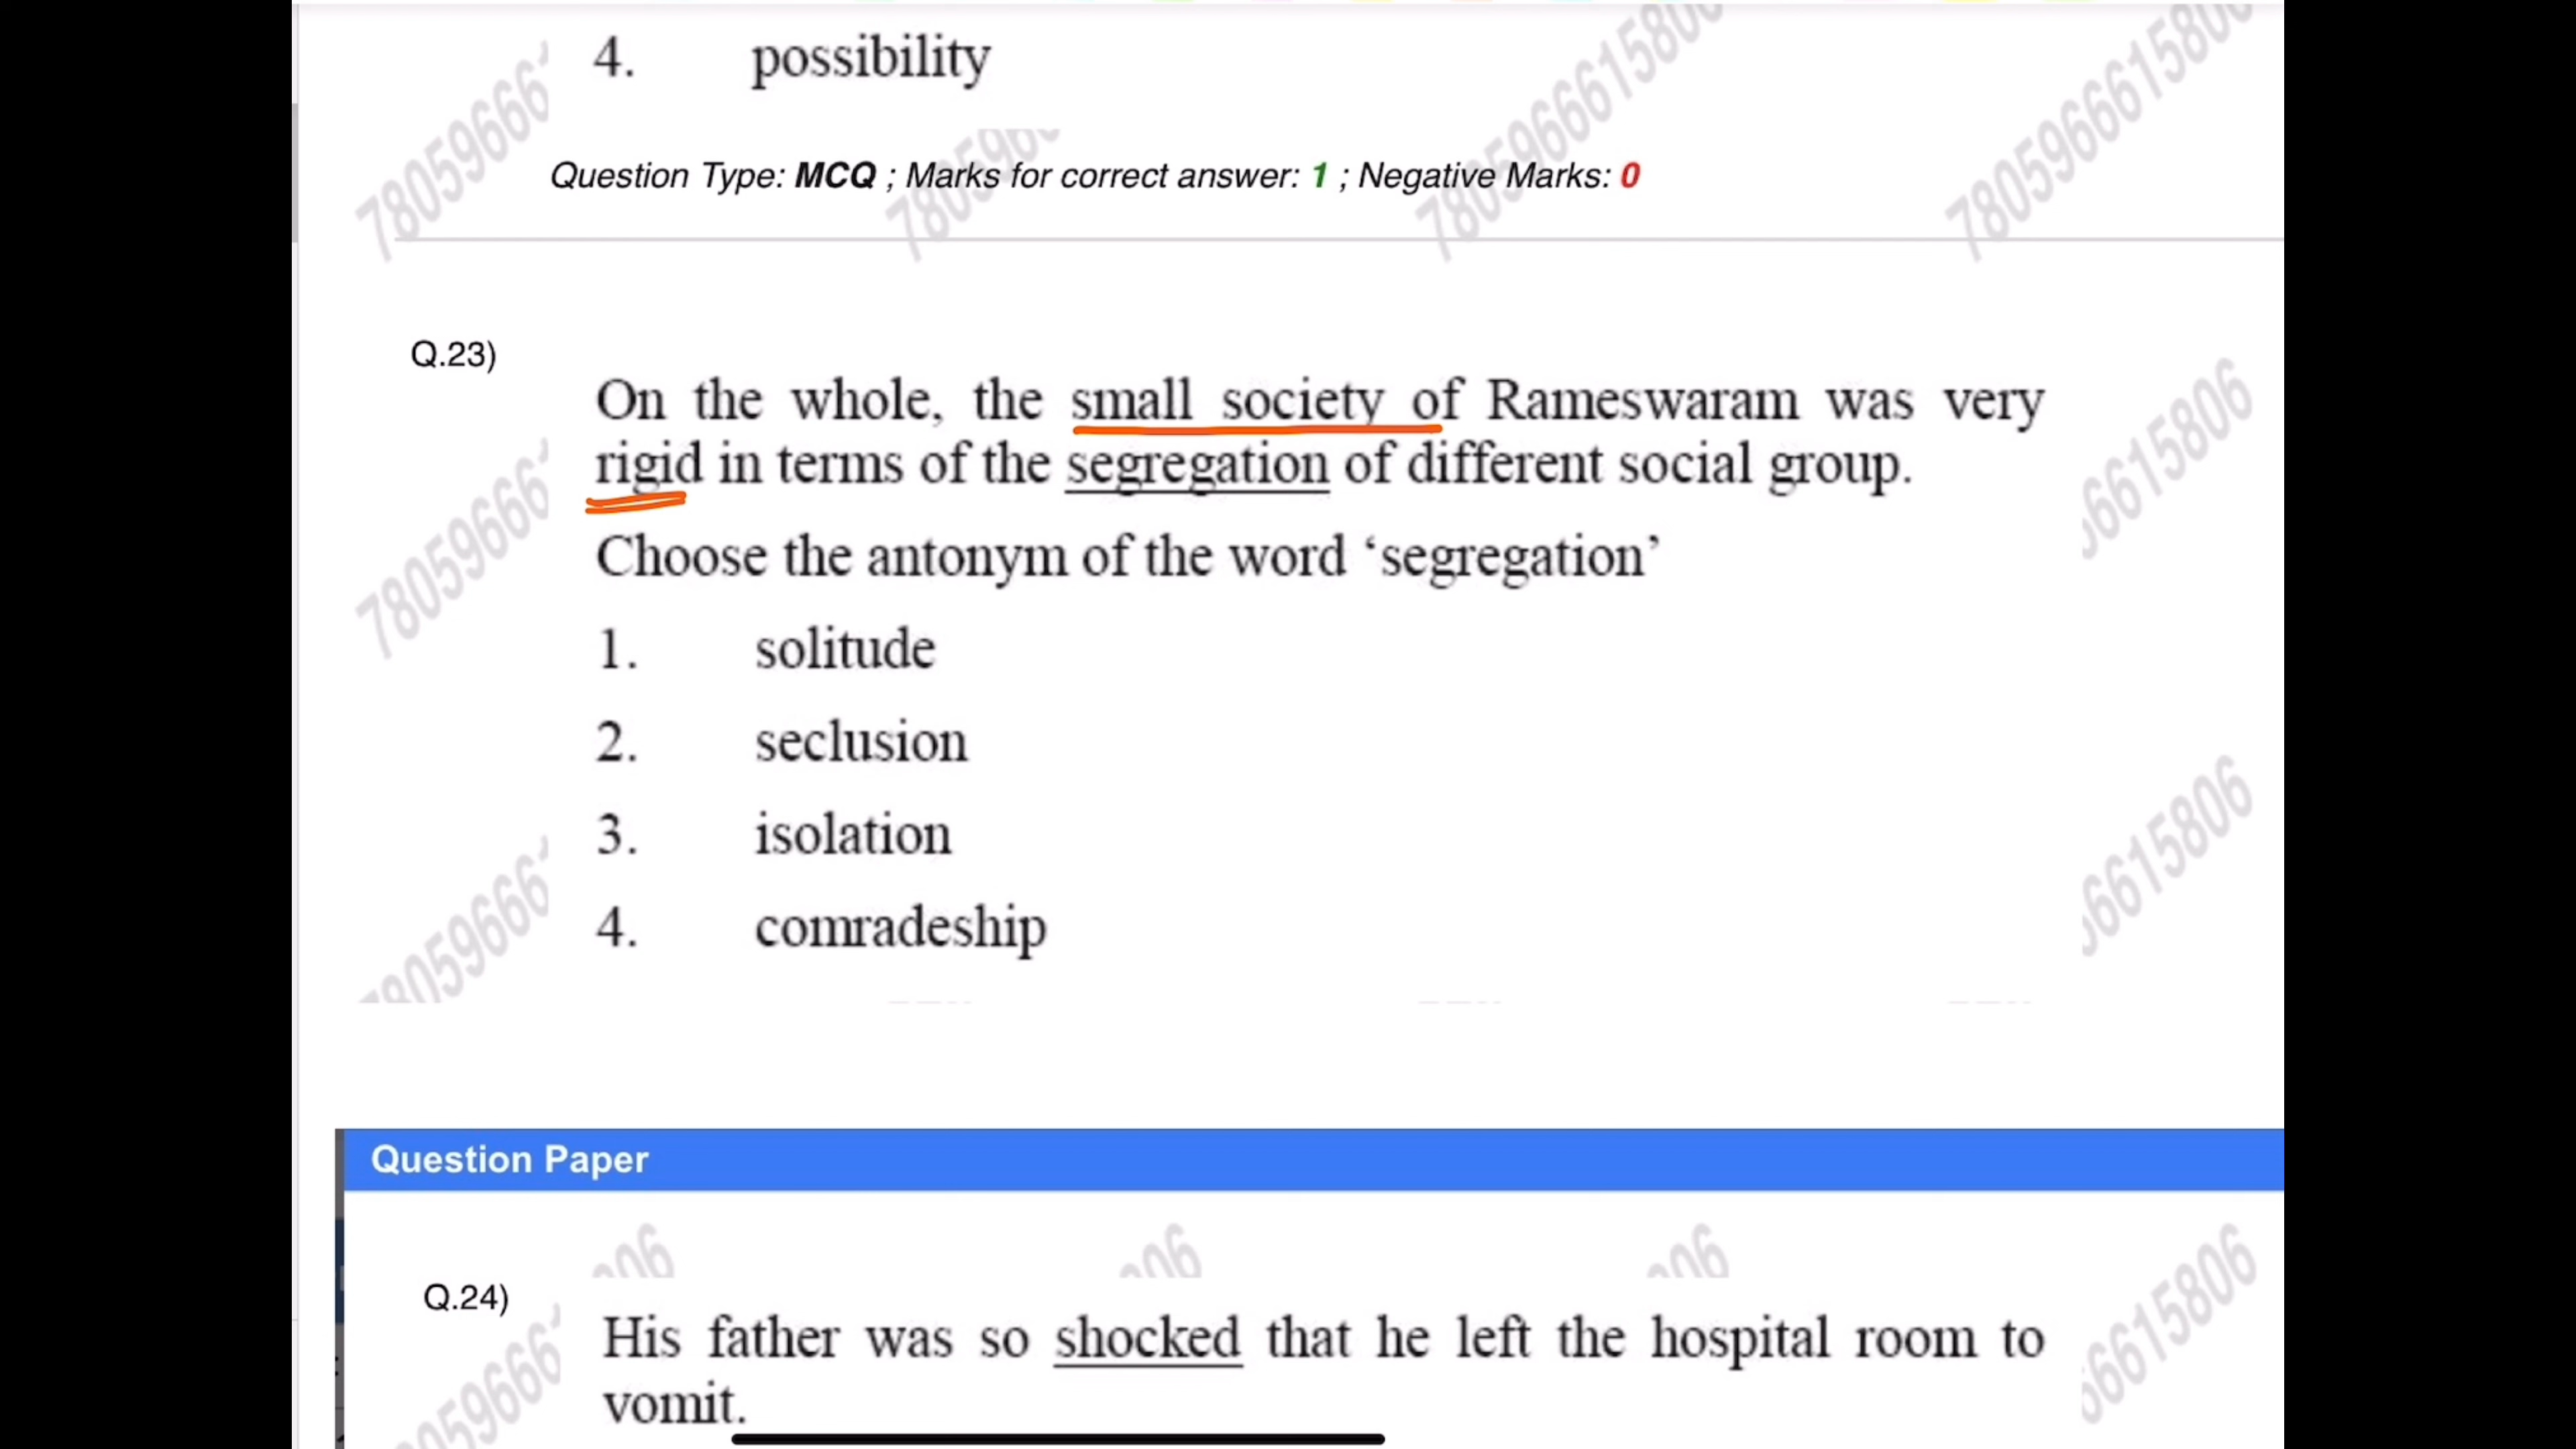 4. possibility
Question Type: MCQ ; Marks for correct answer: 1 ; Negative Marks: 0
Q.23)
On the whole, the small society of Rameswaram was very
rigid in terms of the segregation of different social group.
Choose the antonym of the word ‘segregation’
1. solitude
2. seclusion
3. isolation
4. comradeship
Question Paper
Q.24)
His father was so shocked that he left the hospital room to
vomit.